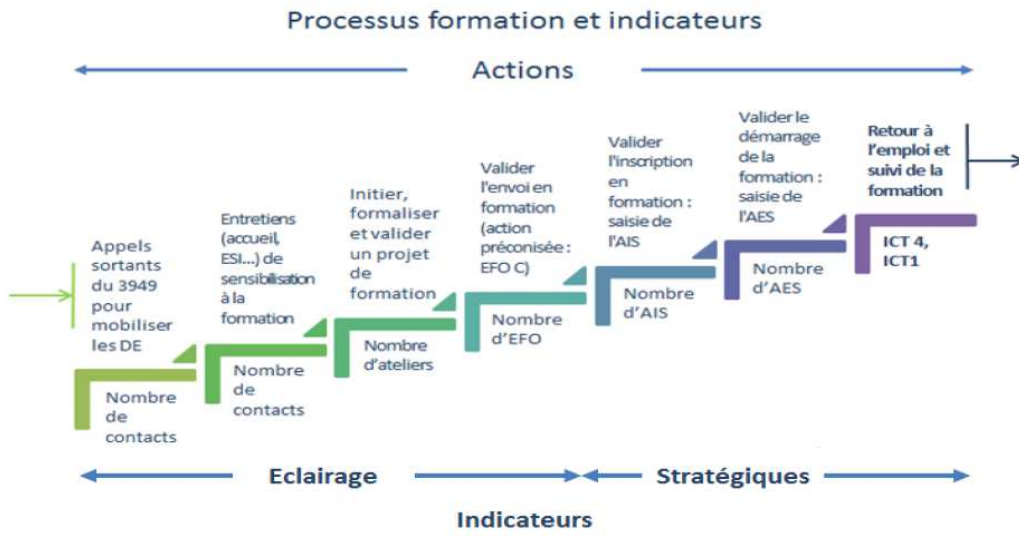 Processus formation et indicateurs
Actions
Appels
sortants
du 3949
pour
mobiliser
les DE
Nombre
de
contacts
Entretiens
(accueil,
ESI...) de
sensibilisation
à la
formation
Nombre
de
contacts
Initier,
formaliser
et valider
un projet
de
formation
Nombre
d'ateliers
Valider
l'envoi en
formation
(action
préconisée :
EFO C)
Nombre
d'EFO
Valider
l'inscription
en
formation :
saisie de
l'AIS
Nombre
d'AIS
Valider le
démarrage
de la
formation :
saisie de
l'AES
Nombre
d'AES
Retour à
l'emploi et
suivi de la
formation
ICT 4,
ICT1
Eclairage
Stratégiques
Indicateurs